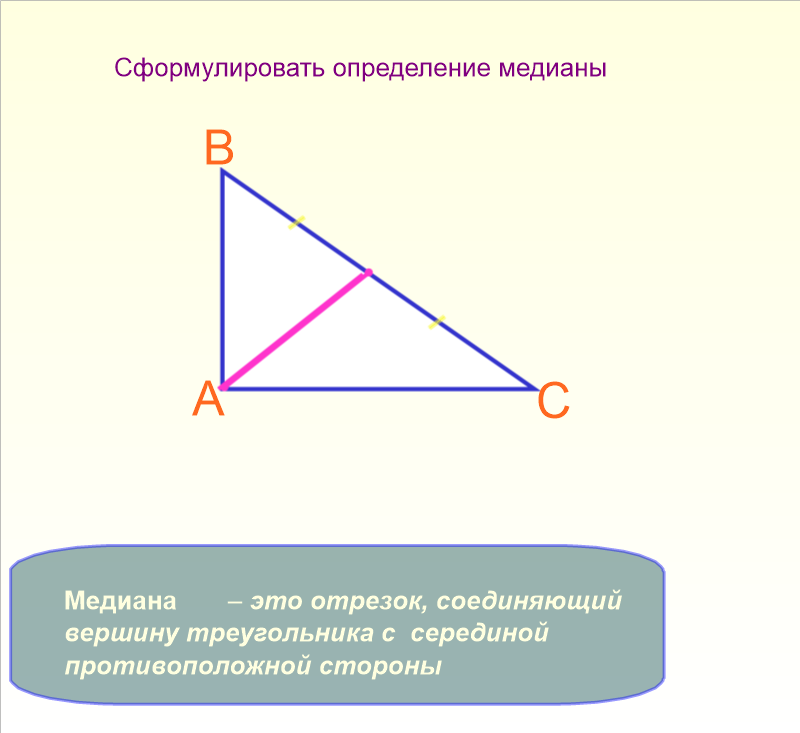 Сформулировать определение медианы
B
A
C
Медиана – это отрезок, соединяющий
вершину треугольника с серединой
противоположной стороны